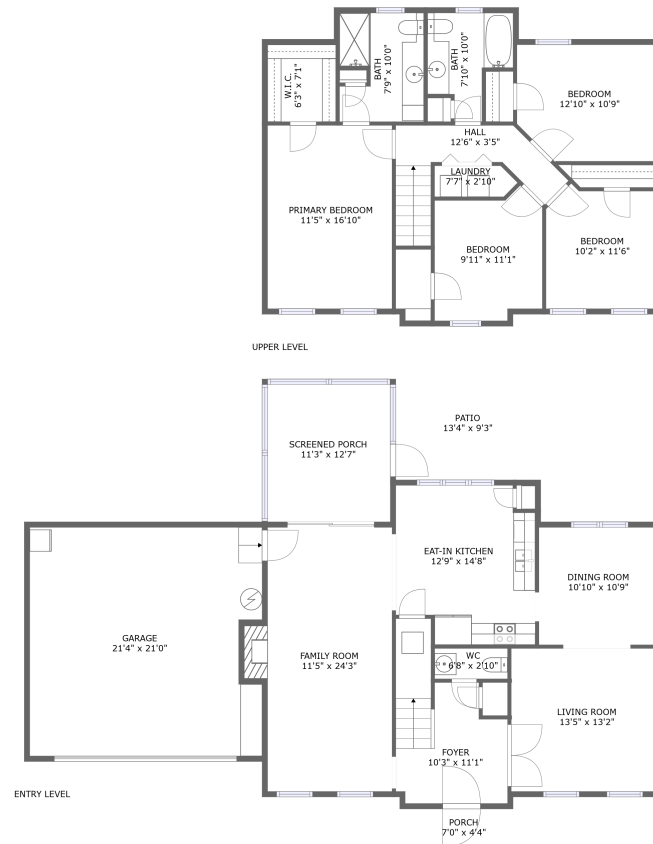 W.I.C.
6'3" x 7'1"
BATH
7'9" x 10'0"
BATH
7'10" x 10'0"
BEDROOM
12'10" x 10'9"
HALL
12'6" x 3'5"
LAUNDRY
7'7" x 2'10"
PRIMARY BEDROOM
11'5" x 16'10"
BEDROOM
9'11" x 11'1"
BEDROOM
10'2" x 11'6"
UPPER LEVEL
SCREENED PORCH
11'3" x 12'7"
PATIO
13'4" x 9'3"
EAT-IN KITCHEN
12'9" x 14'8"
DINING ROOM
10'10" x 10'9"
GARAGE
21'4" x 21'0"
FAMILY ROOM
11'5" x 24'3"
WC
6'8" x 2'10"
LIVING ROOM
13'5" x 13'2"
FOYER
10'3" x 11'1"
ENTRY LEVEL
PORCH
7'0" x 4'4"